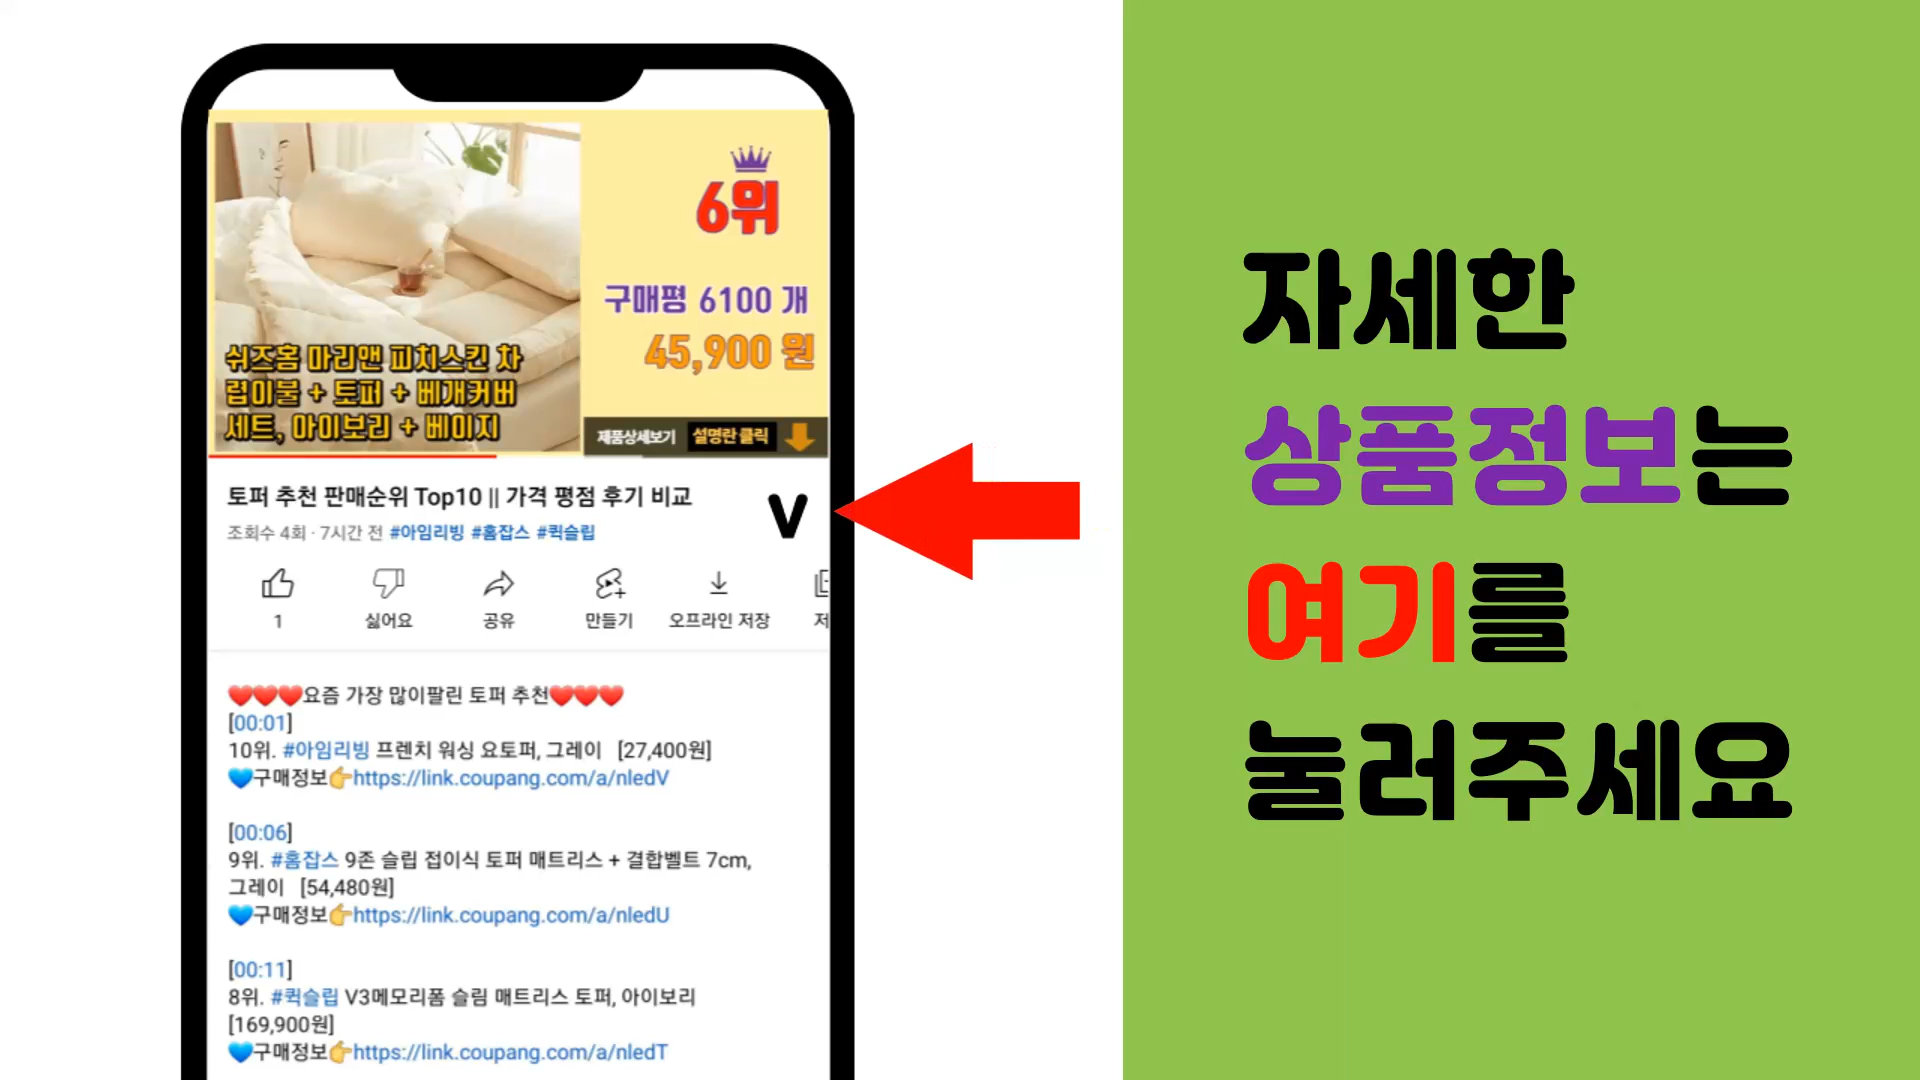 6위
구매평 6100 개
45,900 원
쉬즈홈 마리앤 피치스킨 차
렵이불 + 토퍼 + 베개커버
세트, 아이보리 + 베이지
제품상세보기 설명란 클릭
토퍼 추천 판매순위 Top10 || 가격 평점 후기 비교
V
조회수 4회 · 7시간 전 #아임리빙 #홈잡스 #퀵슬립
1 싫어요 공유 만들기 오프라인 저장 저
❤️❤️❤️요즘 가장 많이팔린 토퍼 추천❤️❤️❤️
[00:01]
10위. #아임리빙 프렌치 워싱 요토퍼, 그레이 [27,400원]
💙구매정보👉https://link.coupang.com/a/nledV
[00:06]
9위. #홈잡스 9존 슬립 접이식 토퍼 매트리스 + 결합벨트 7cm,
그레이 [54,480원]
💙구매정보👉https://link.coupang.com/a/nledU
[00:11]
8위. #퀵슬립 V3메모리폼 슬림 매트리스 토퍼, 아이보리
[169,900원]
💙구매정보👉https://link.coupang.com/a/nledT
자세한
상품정보는
여기를
눌러주세요